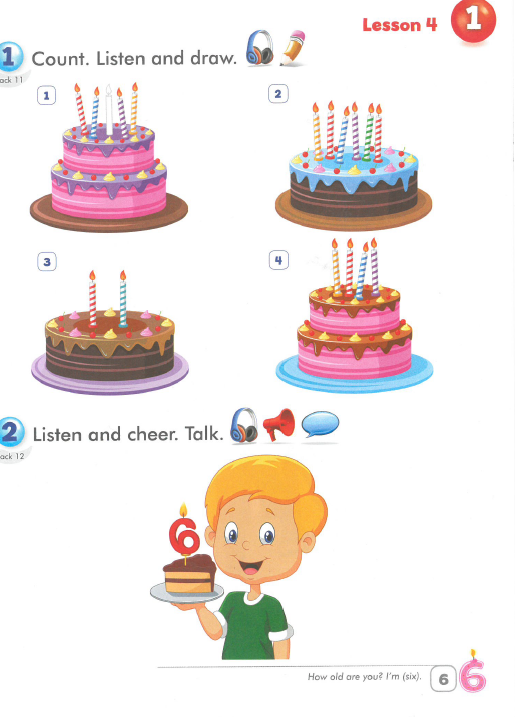 Lesson 4
1
1 Count. Listen and draw.
ack 11
1
2
3
4
2 Listen and cheer. Talk.
ack 12
6
How old are you? I'm (six).
6
6